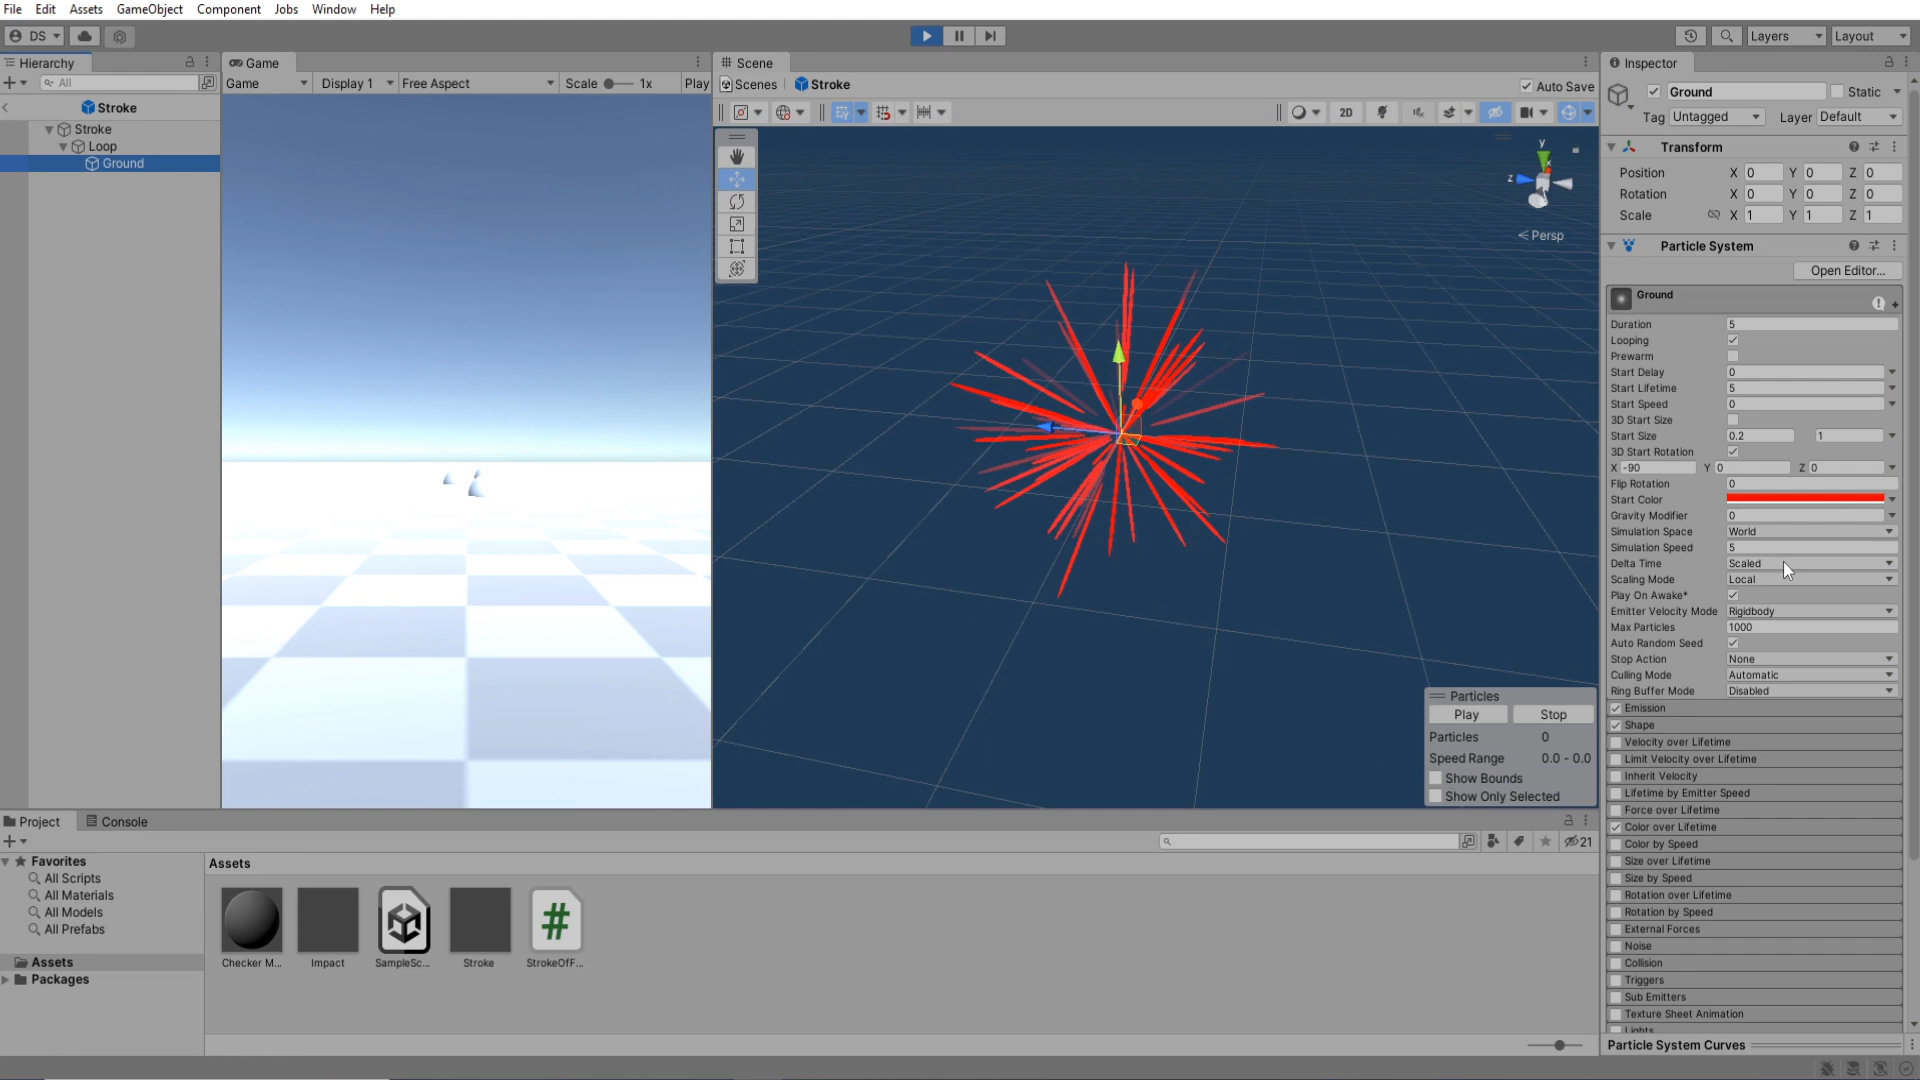 File Edit Assets GameObject Component Jobs Window Help
DS
Layers Layout
Hierarchy
All
Stroke
Stroke
Loop
Ground
Game
Game Display 1 Free Aspect Scale 1x Play
Scene
Scenes Stroke Auto Save
2D
y
x
z
Persp
Particles
Play Stop
Particles 0
Speed Range 0.0 - 0.0
Show Bounds
Show Only Selected
Inspector
Ground Static
Tag Untagged Layer Default
Transform
Position X 0 Y 0 Z 0
Rotation X 0 Y 0 Z 0
Scale X 1 Y 1 Z 1
Particle System
Open Editor...
Ground
Duration 5
Looping
Prewarm
Start Delay 0
Start Lifetime 5
Start Speed 0
3D Start Size
Start Size 0.2 1
3D Start Rotation
X -90 Y 0 Z 0
Flip Rotation 0
Start Color
Gravity Modifier 0
Simulation Space World
Simulation Speed 5
Delta Time Scaled
Scaling Mode Local
Play On Awake*
Emitter Velocity Mode Rigidbody
Max Particles 1000
Auto Random Seed
Stop Action None
Culling Mode Automatic
Ring Buffer Mode Disabled
Emission
Shape
Velocity over Lifetime
Limit Velocity over Lifetime
Inherit Velocity
Lifetime by Emitter Speed
Force over Lifetime
Color over Lifetime
Color by Speed
Size over Lifetime
Size by Speed
Rotation over Lifetime
Rotation by Speed
External Forces
Noise
Collision
Triggers
Sub Emitters
Texture Sheet Animation
Lights
Particle System Curves
Project Console
21
Favorites
All Scripts
All Materials
All Models
All Prefabs
Assets
Packages
Assets
Checker M... Impact SampleSc... Stroke StrokeOfF...